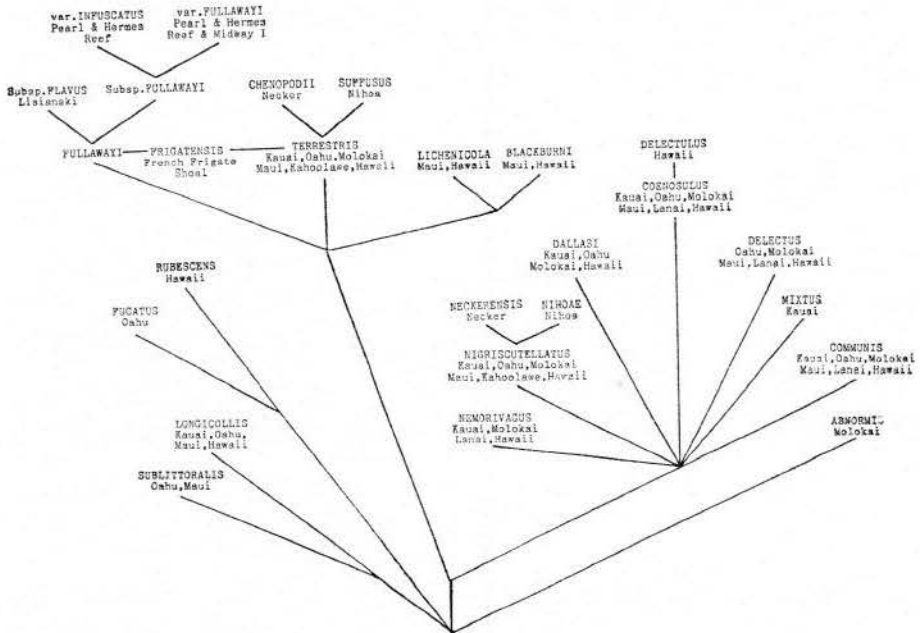 var.INFUSCATUS
Pearl & Hermes
Reef
var.FULLAWAYI
Pearl & Hermes
Reef & Midway I
Subsp.FLAVUS
Lisianski
Subsp.FULLAWAYI
CHENOPODII
Necker
SUFFUSUS
Nihoa
FULLAWAYI
FRIGATENSIS
French Frigate
Shoal
TERRESTRIS
Kauai,Oahu,Molokai
Maui,Kahoolawe,Hawaii
LICHENICOLA
Maui,Hawaii
BLACKBURNI
Maui,Hawaii
DELECTULUS
Hawaii
COENOSULUS
Kauai,Oahu,Molokai
Maui,Lanai,Hawaii
DALLASI
Kauai,Oahu
Molokai,Hawaii
DELECTUS
Oahu,Molokai
Maui,Lanai,Hawaii
RUBESCENS
Hawaii
FUCATUS
Oahu
NECKERENSIS
Necker
NIHOAE
Nihoa
MIXTUS
Kauai
NIGRISCUTELLATUS
Kauai,Oahu,Molokai
Maui,Kahoolawe,Hawaii
COMMUNIS
Kauai,Oahu,Molokai
Maui,Lanai,Hawaii
LONGICOLLIS
Kauai,Oahu,
Maui,Hawaii
NEMORIVAGUS
Kauai,Molokai
Lanai,Hawaii
ABNORMIS
Molokai
SUBLITTORALIS
Oahu,Maui